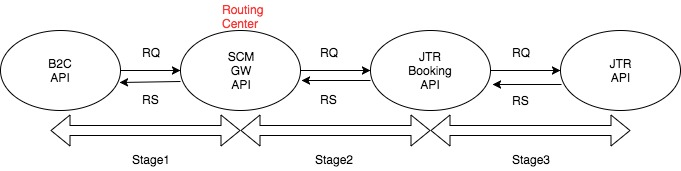 Routing
Center
B2C
API
RQ
RS
SCM
GW
API
RQ
RS
JTR
Booking
API
RQ
RS
JTR
API
Stage1
Stage2
Stage3